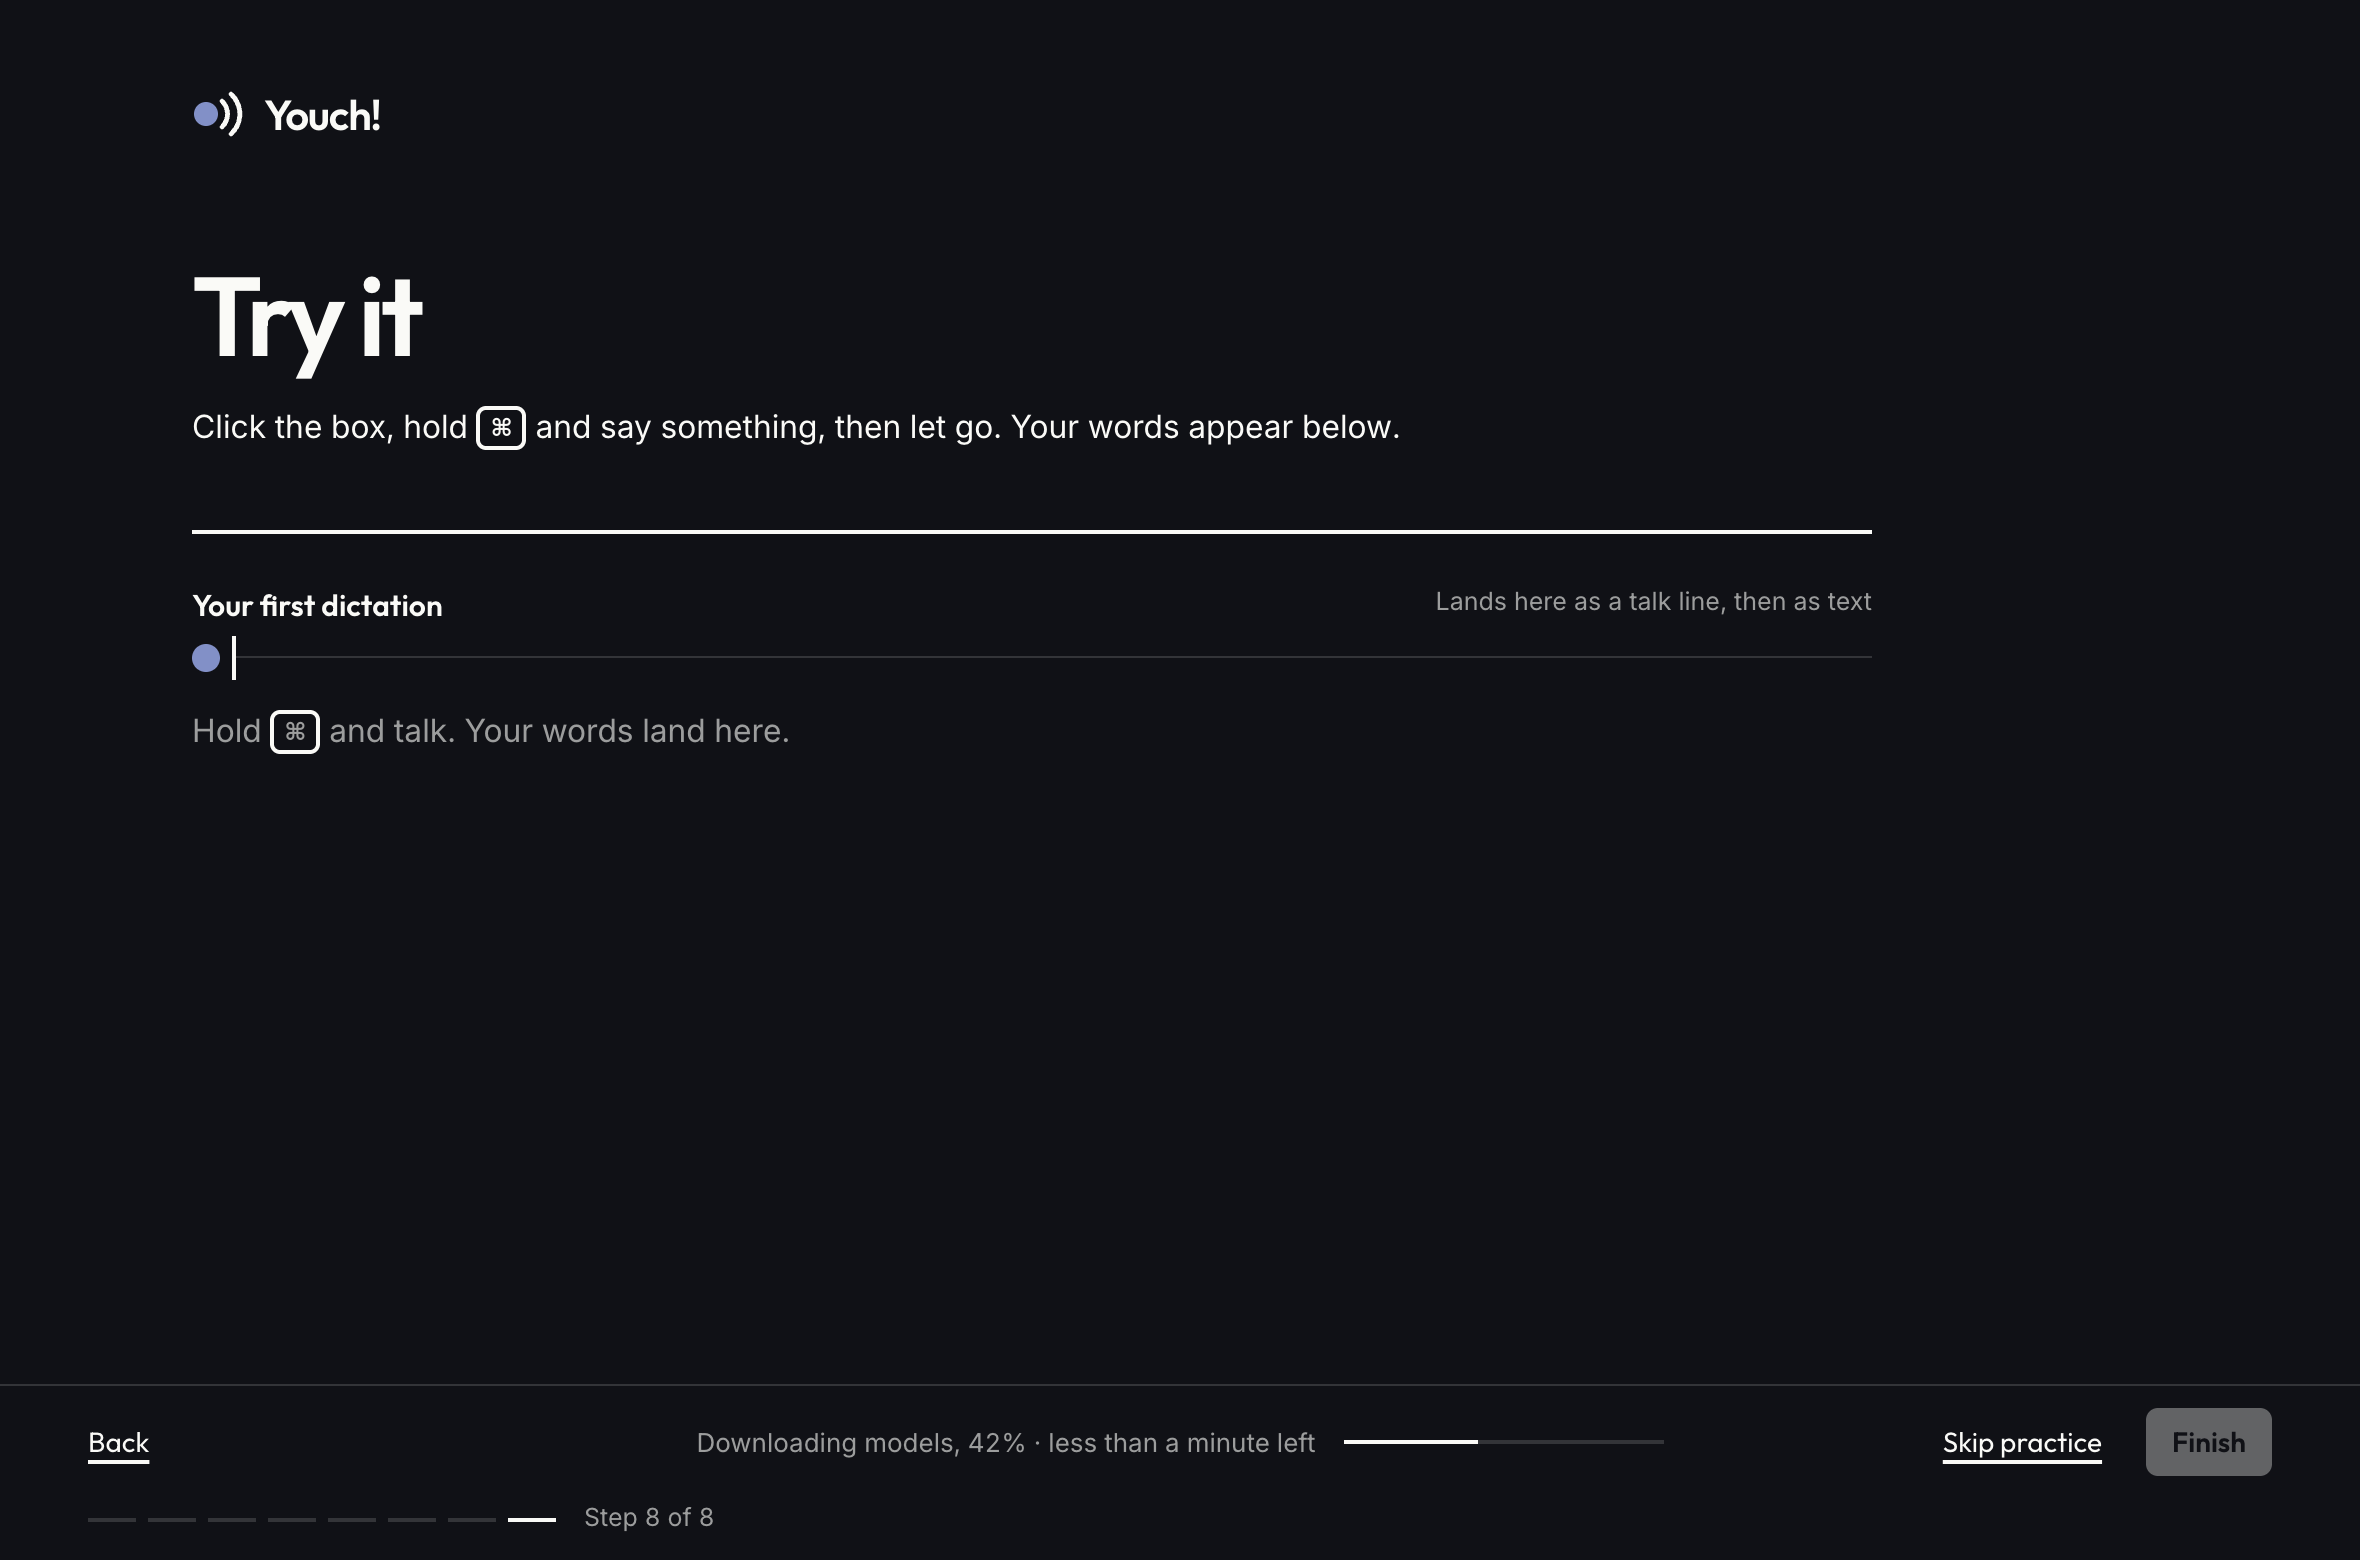 Youch!
Try it
Click the box, hold ⌘ and say something, then let go. Your words appear below.
Your first dictation
Lands here as a talk line, then as text
Hold ⌘ and talk. Your words land here.
Back
Downloading models, 42% · less than a minute left
Skip practice
Finish
Step 8 of 8